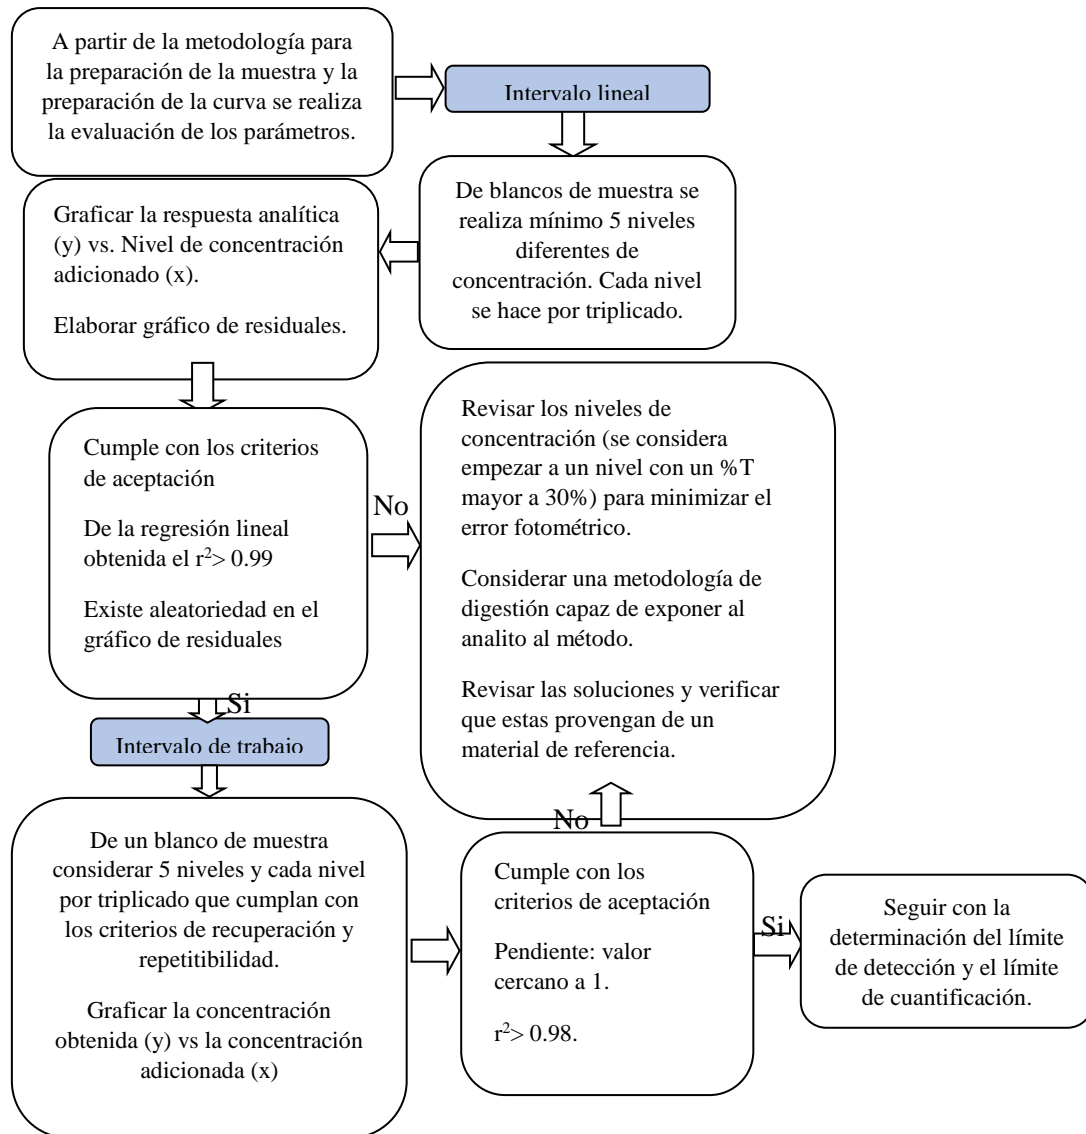 A partir de la metodología para
la preparación de la muestra y la
preparación de la curva se realiza
la evaluación de los parámetros.
Intervalo lineal
De blancos de muestra se
realiza mínimo 5 niveles
diferentes de
concentración. Cada nivel
se hace por triplicado.
Graficar la respuesta analítica
(y) vs. Nivel de concentración
adicionado (x).
Elaborar gráfico de residuales.
Cumple con los criterios
de aceptación
De la regresión lineal
obtenida el r²> 0.99
Existe aleatoriedad en el
gráfico de residuales
No
Revisar los niveles de
concentración (se considera
empezar a un nivel con un %T
mayor a 30%) para minimizar el
error fotométrico.
Considerar una metodología de
digestión capaz de exponer al
analito al método.
Revisar las soluciones y verificar
que estas provengan de un
material de referencia.
Si
Intervalo de trabajo
De un blanco de muestra
considerar 5 niveles y cada nivel
por triplicado que cumplan con
los criterios de recuperación y
repetitibilidad.
Graficar la concentración
obtenida (y) vs la concentración
adicionada (x)
No
Cumple con los
criterios de aceptación
Pendiente: valor
cercano a 1.
r²> 0.98.
Si
Seguir con la
determinación del límite
de detección y el límite
de cuantificación.